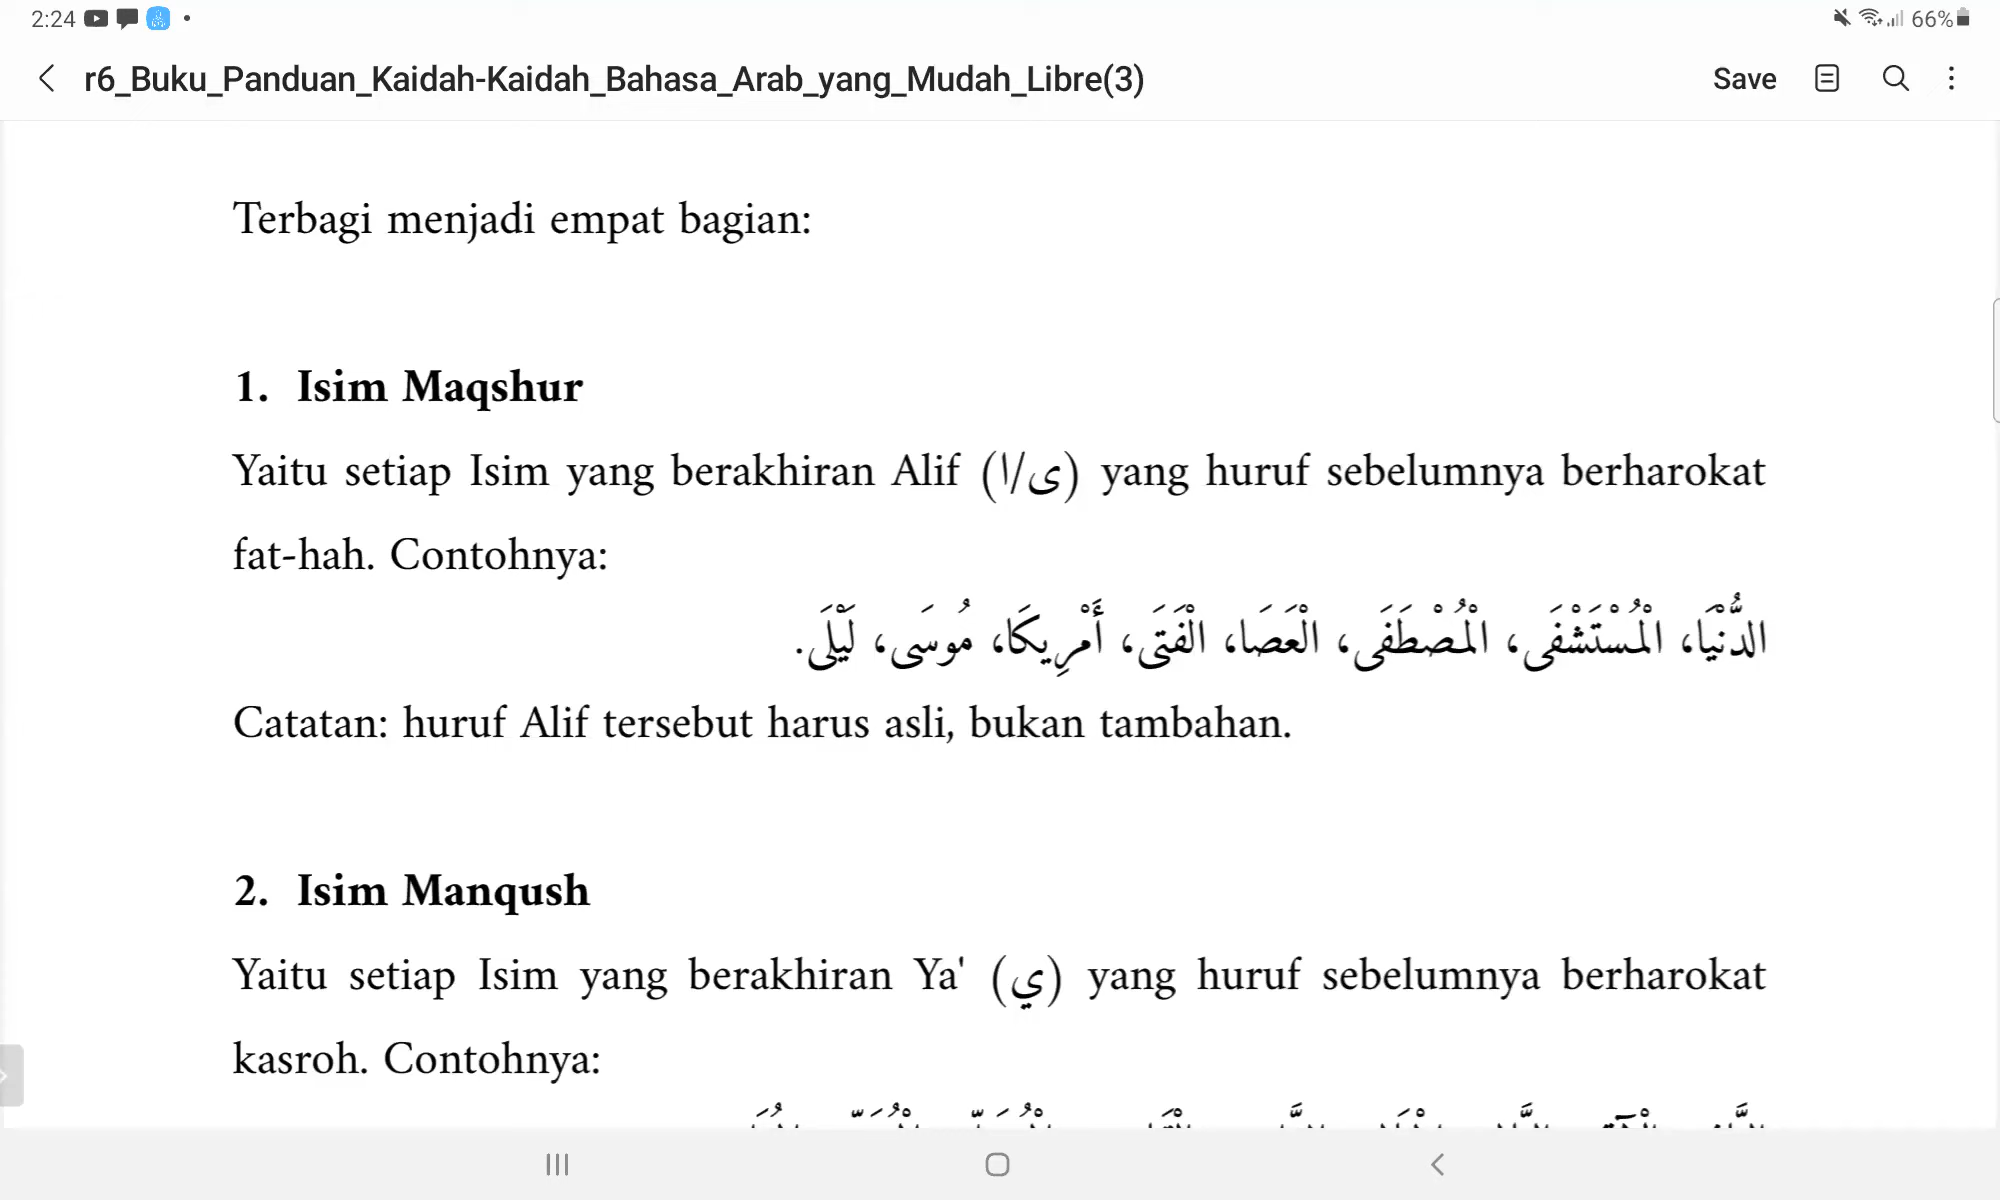 2:24
66%
r6_Buku_Panduan_Kaidah-Kaidah_Bahasa_Arab_yang_Mudah_Libre(3)
Save
Terbagi menjadi empat bagian:
1. Isim Maqshur
Yaitu setiap Isim yang berakhiran Alif (ى/ا) yang huruf sebelumnya berharokat
fat-hah. Contohnya:
الدُّنْيَا، الْمُسْتَشْفَى، الْمُصْطَفَى، الْعَصَا، الْفَتَى، أَمْرِيكَا، مُوسَى، لَيْلَى.
Catatan: huruf Alif tersebut harus asli, bukan tambahan.
2. Isim Manqush
Yaitu setiap Isim yang berakhiran Ya' (ي) yang huruf sebelumnya berharokat
kasroh. Contohnya: